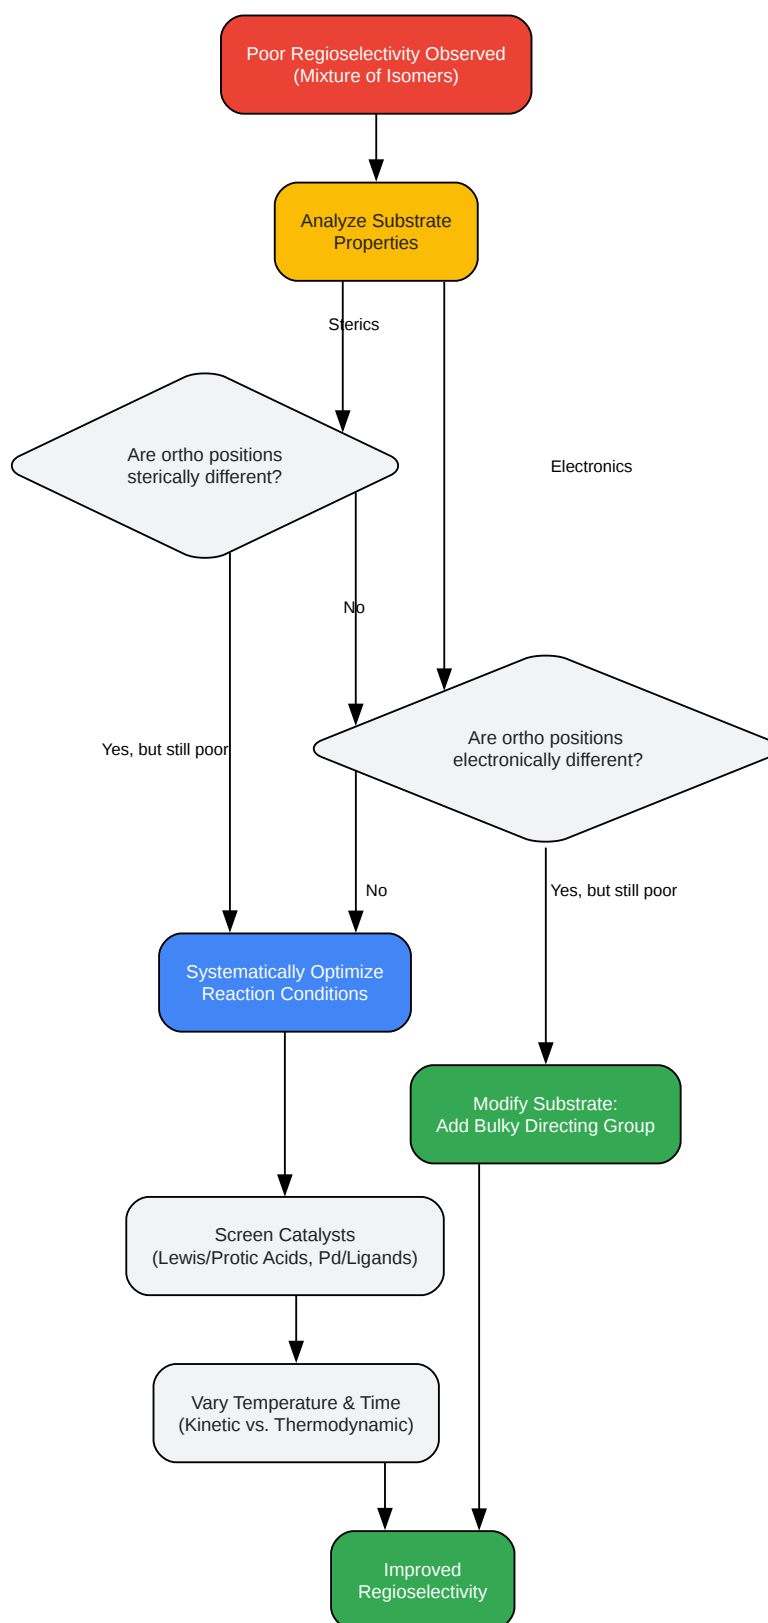 Poor Regioselectivity Observed
(Mixture of Isomers)
Analyze Substrate
Properties
Sterics
Are ortho positions
sterically different?
Electronics
No
Are ortho positions
electronically different?
Yes, but still poor
No
Yes, but still poor
Systematically Optimize
Reaction Conditions
Modify Substrate:
Add Bulky Directing Group
Screen Catalysts
(Lewis/Protic Acids, Pd/Ligands)
Vary Temperature & Time
(Kinetic vs. Thermodynamic)
Improved
Regioselectivity